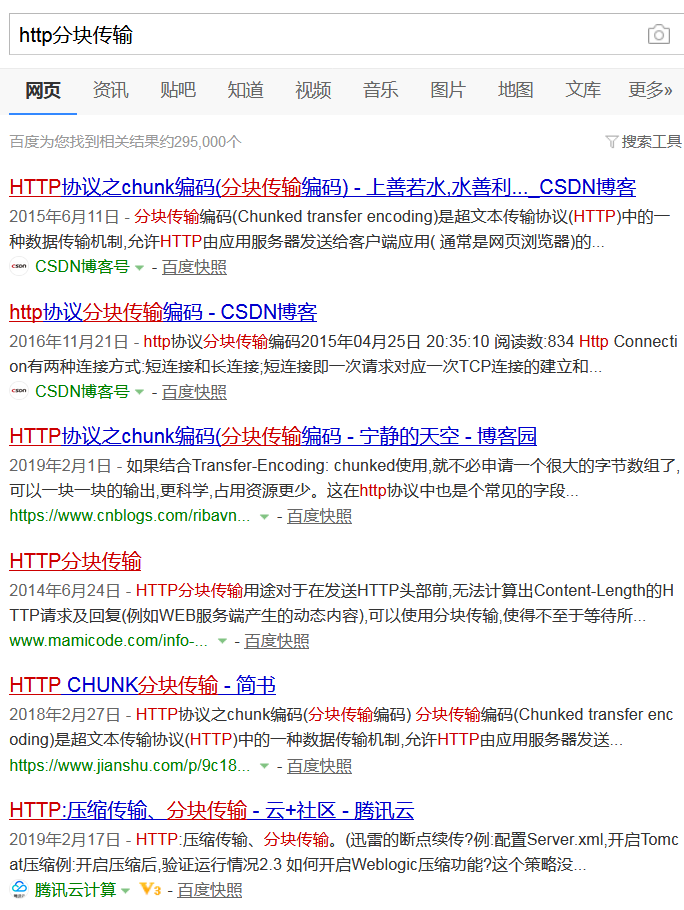 http分块传输
网页 资讯 贴吧 知道 视频 音乐 图片 地图 文库 更多»
百度为您找到相关结果约295,000个 搜索工具
HTTP协议之chunk编码(分块传输编码) - 上善若水,水善利..._CSDN博客
2015年6月11日 - 分块传输编码(Chunked transfer encoding)是超文本传输协议(HTTP)中的一
种数据传输机制,允许HTTP由应用服务器发送给客户端应用( 通常是网页浏览器)的...
CSDN CSDN博客号 - 百度快照
http协议分块传输编码 - CSDN博客
2016年11月21日 - http协议分块传输编码2015年04月25日 20:35:10 阅读数:834 Http Connecti
on有两种连接方式:短连接和长连接;短连接即一次请求对应一次TCP连接的建立和...
CSDN CSDN博客号 - 百度快照
HTTP协议之chunk编码(分块传输编码 - 宁静的天空 - 博客园
2019年2月1日 - 如果结合Transfer-Encoding: chunked使用,就不必申请一个很大的字节数组了,
可以一块一块的输出,更科学,占用资源更少。这在http协议中也是个常见的字段...
https://www.cnblogs.com/ribavn... - 百度快照
HTTP分块传输
2014年6月24日 - HTTP分块传输用途对于在发送HTTP头部前,无法计算出Content-Length的H
TTP请求及回复(例如WEB服务端产生的动态内容),可以使用分块传输,使得不至于等待所...
www.mamicode.com/info-... - 百度快照
HTTP CHUNK分块传输 - 简书
2018年2月27日 - HTTP协议之chunk编码(分块传输编码) 分块传输编码(Chunked transfer enc
oding)是超文本传输协议(HTTP)中的一种数据传输机制,允许HTTP由应用服务器发送...
https://www.jianshu.com/p/9c18... - 百度快照
HTTP:压缩传输、分块传输 - 云+社区 - 腾讯云
2019年2月17日 - HTTP:压缩传输、分块传输。(迅雷的断点续传?例:配置Server.xml,开启Tomc
at压缩例:开启压缩后,验证运行情况2.3 如何开启Weblogic压缩功能?这个策略没...
腾讯云计算 V3 - 百度快照